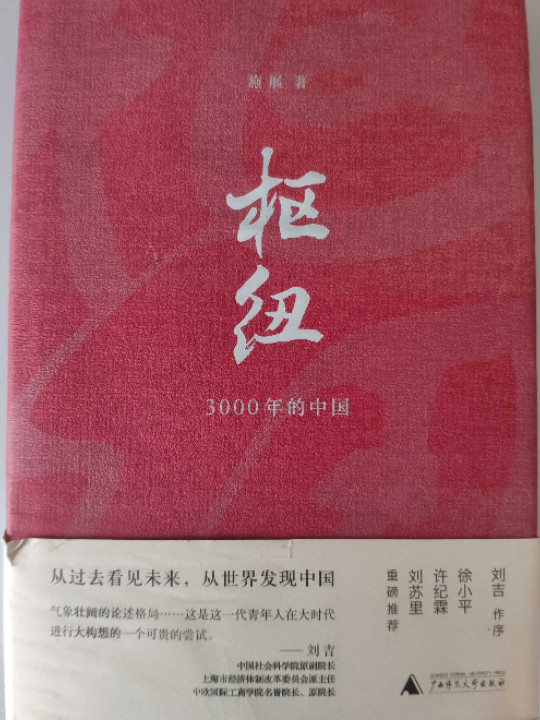 施展 著
枢纽
3000年的中国
从过去看见未来，从世界发现中国
气象壮阔的论述格局……这是这一代青年人在大时代
进行大构想的一个可贵的尝试。
——刘吉
中国社会科学院原副院长
上海市经济体制改革委员会原主任
中欧国际工商学院名誉院长、原院长
刘吉 作序
徐小平
许纪霖
刘苏里
重磅推荐
广西师范大学出版社